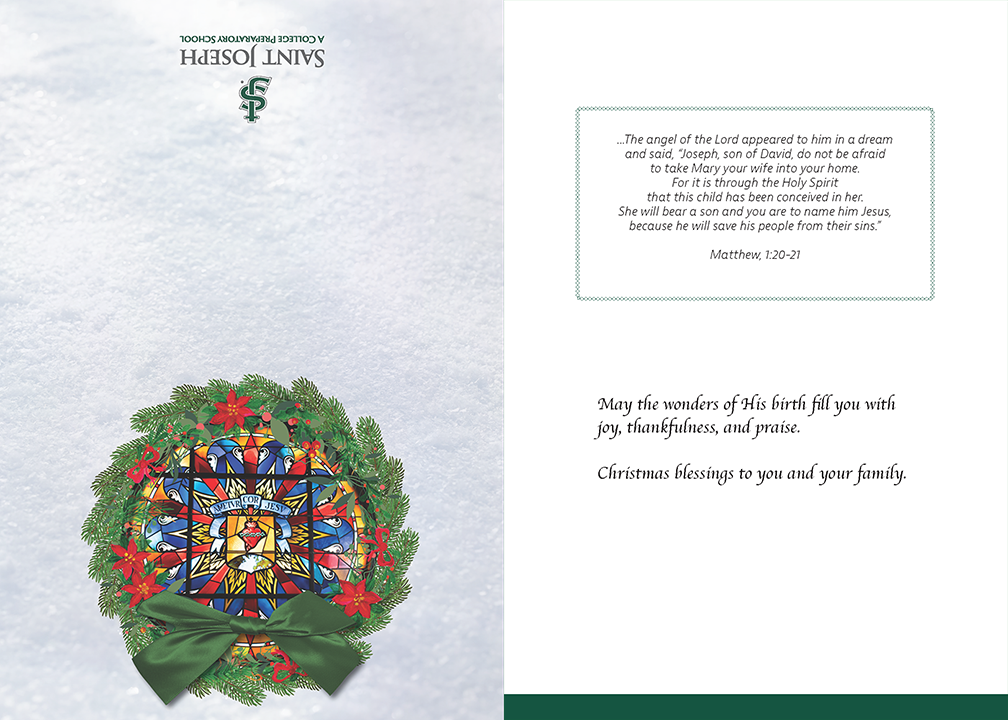 SAINT JOSEPH
A COLLEGE PREPARATORY SCHOOL
COR JESV
...The angel of the Lord appeared to him in a dream
and said, “Joseph, son of David, do not be afraid
to take Mary your wife into your home.
For it is through the Holy Spirit
that this child has been conceived in her.
She will bear a son and you are to name him Jesus,
because he will save his people from their sins.”
Matthew, 1:20-21
May the wonders of His birth fill you with
joy, thankfulness, and praise.
Christmas blessings to you and your family.